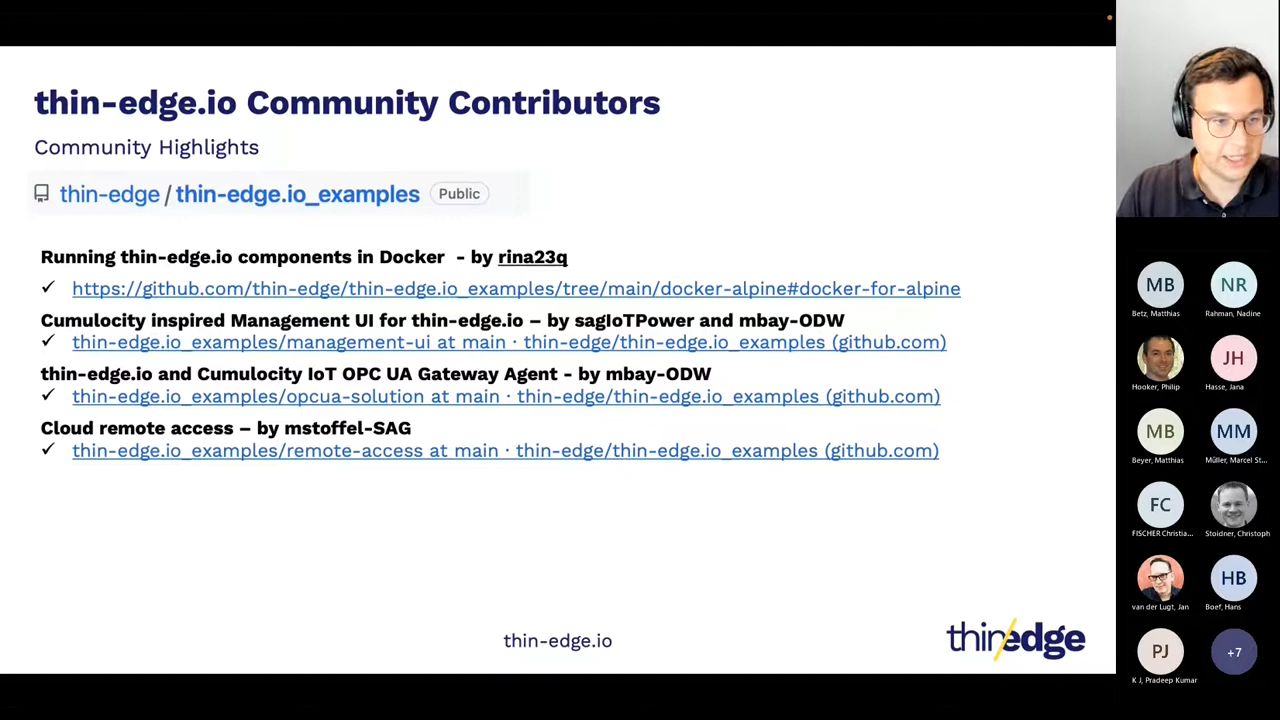 thin-edge.io Community Contributors
Community Highlights
thin-edge / thin-edge.io_examples Public
Running thin-edge.io components in Docker - by rina23q
✓ https://github.com/thin-edge/thin-edge.io_examples/tree/main/docker-alpine#docker-for-alpine
Cumulocity inspired Management UI for thin-edge.io – by sagIoTPower and mbay-ODW
✓ thin-edge.io_examples/management-ui at main · thin-edge/thin-edge.io_examples (github.com)
thin-edge.io and Cumulocity IoT OPC UA Gateway Agent - by mbay-ODW
✓ thin-edge.io_examples/opcua-solution at main · thin-edge/thin-edge.io_examples (github.com)
Cloud remote access – by mstoffel-SAG
✓ thin-edge.io_examples/remote-access at main · thin-edge/thin-edge.io_examples (github.com)
thin-edge.io
thin/edge
MB NR
Betz, Matthias Rahman, Nadine
JH
Hooker, Philip Hasse, Jana
MB MM
Beyer, Matthias Müller, Marcel St...
FC
FISCHER Christia... Stoidner, Christoph
HB
van der Lugt, Jan Boef, Hans
PJ +7
K J, Pradeep Kumar